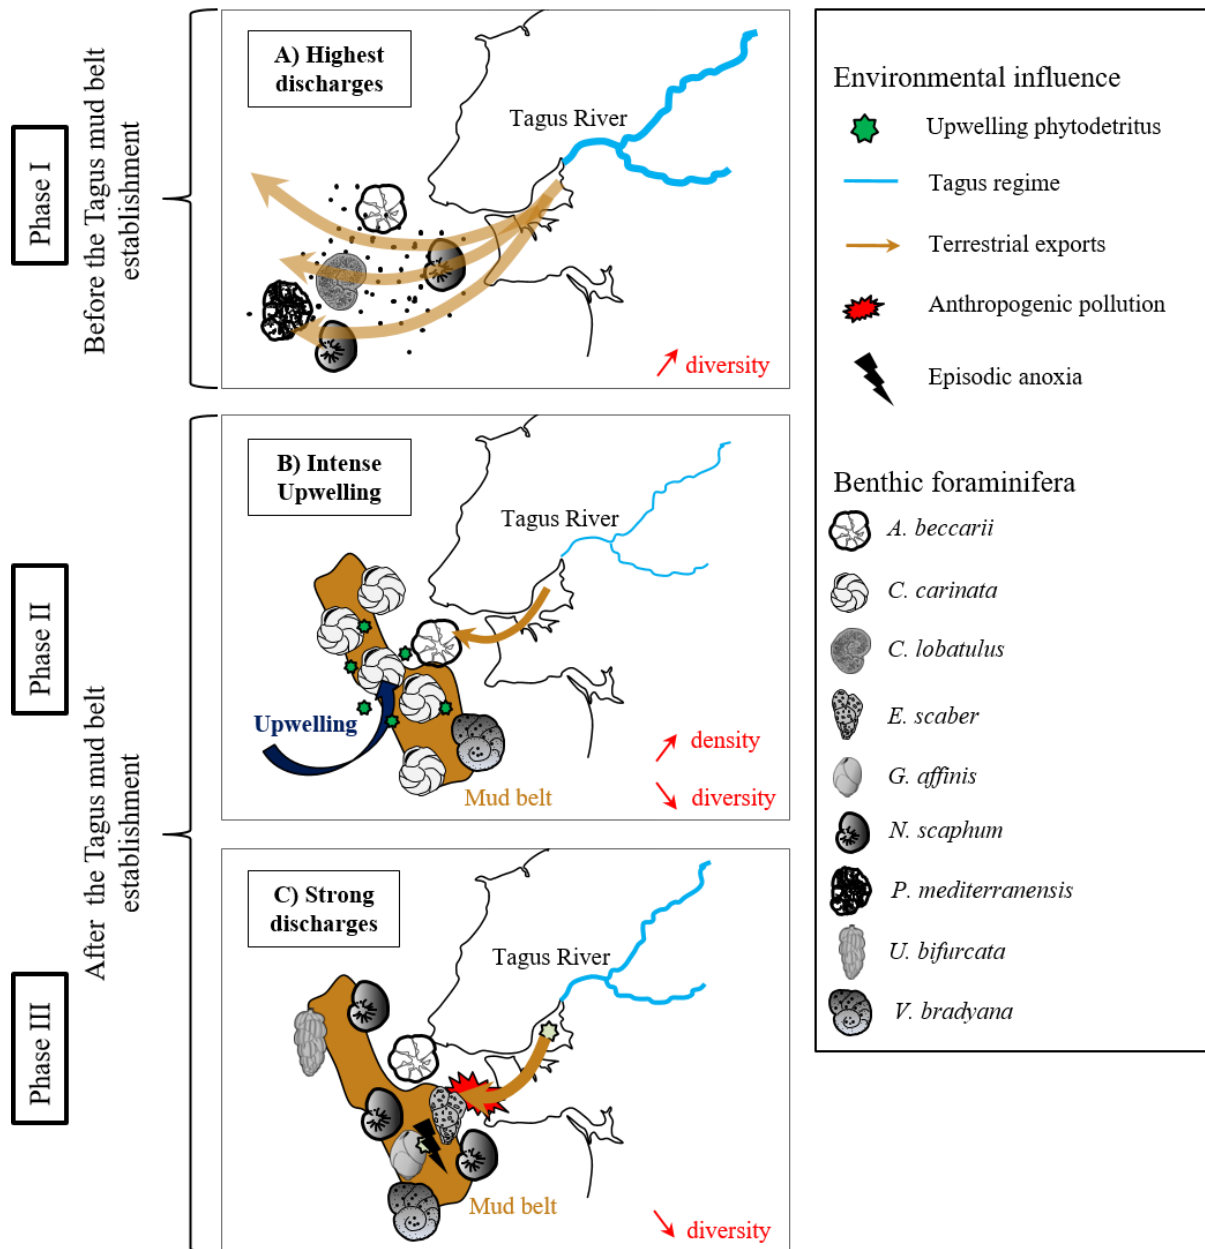 Phase I
Before the Tagus mud belt
establishment
A) Highest
discharges
Tagus River
diversity
Phase II
Phase III
After the Tagus mud belt
establishment
B) Intense
Upwelling
Tagus River
Upwelling
Mud belt
density
diversity
C) Strong
discharges
Tagus River
Mud belt
diversity
Environmental influence
Upwelling phytodetritus
Tagus regime
Terrestrial exports
Anthropogenic pollution
Episodic anoxia
Benthic foraminifera
A. beccarii
C. carinata
C. lobatulus
E. scaber
G. affinis
N. scaphum
P. mediterranensis
U. bifurcata
V. bradyana